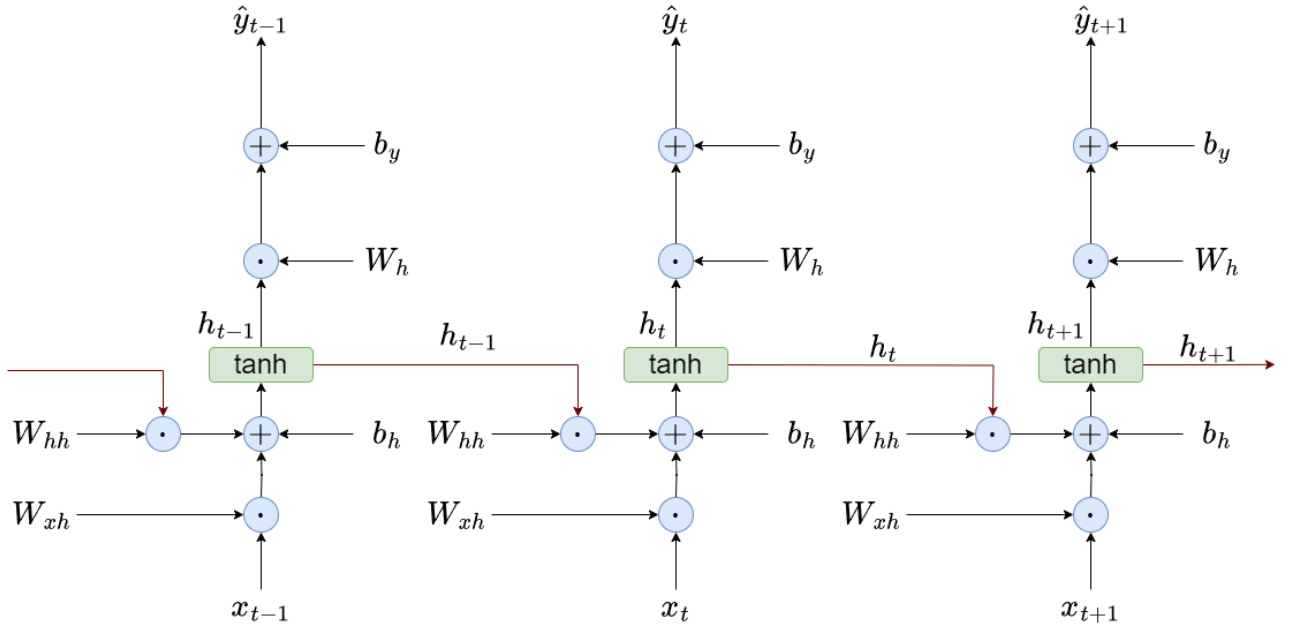 ŷ_{t−1} ŷ_t ŷ_{t+1}
+ b_y + b_y + b_y
· W_h · W_h · W_h
h_{t−1} h_{t−1} h_t h_t h_{t+1} h_{t+1}
tanh tanh tanh
W_{hh} · + b_h W_{hh} · + b_h W_{hh} · + b_h
W_{xh} · W_{xh} · W_{xh} ·
x_{t−1} x_t x_{t+1}